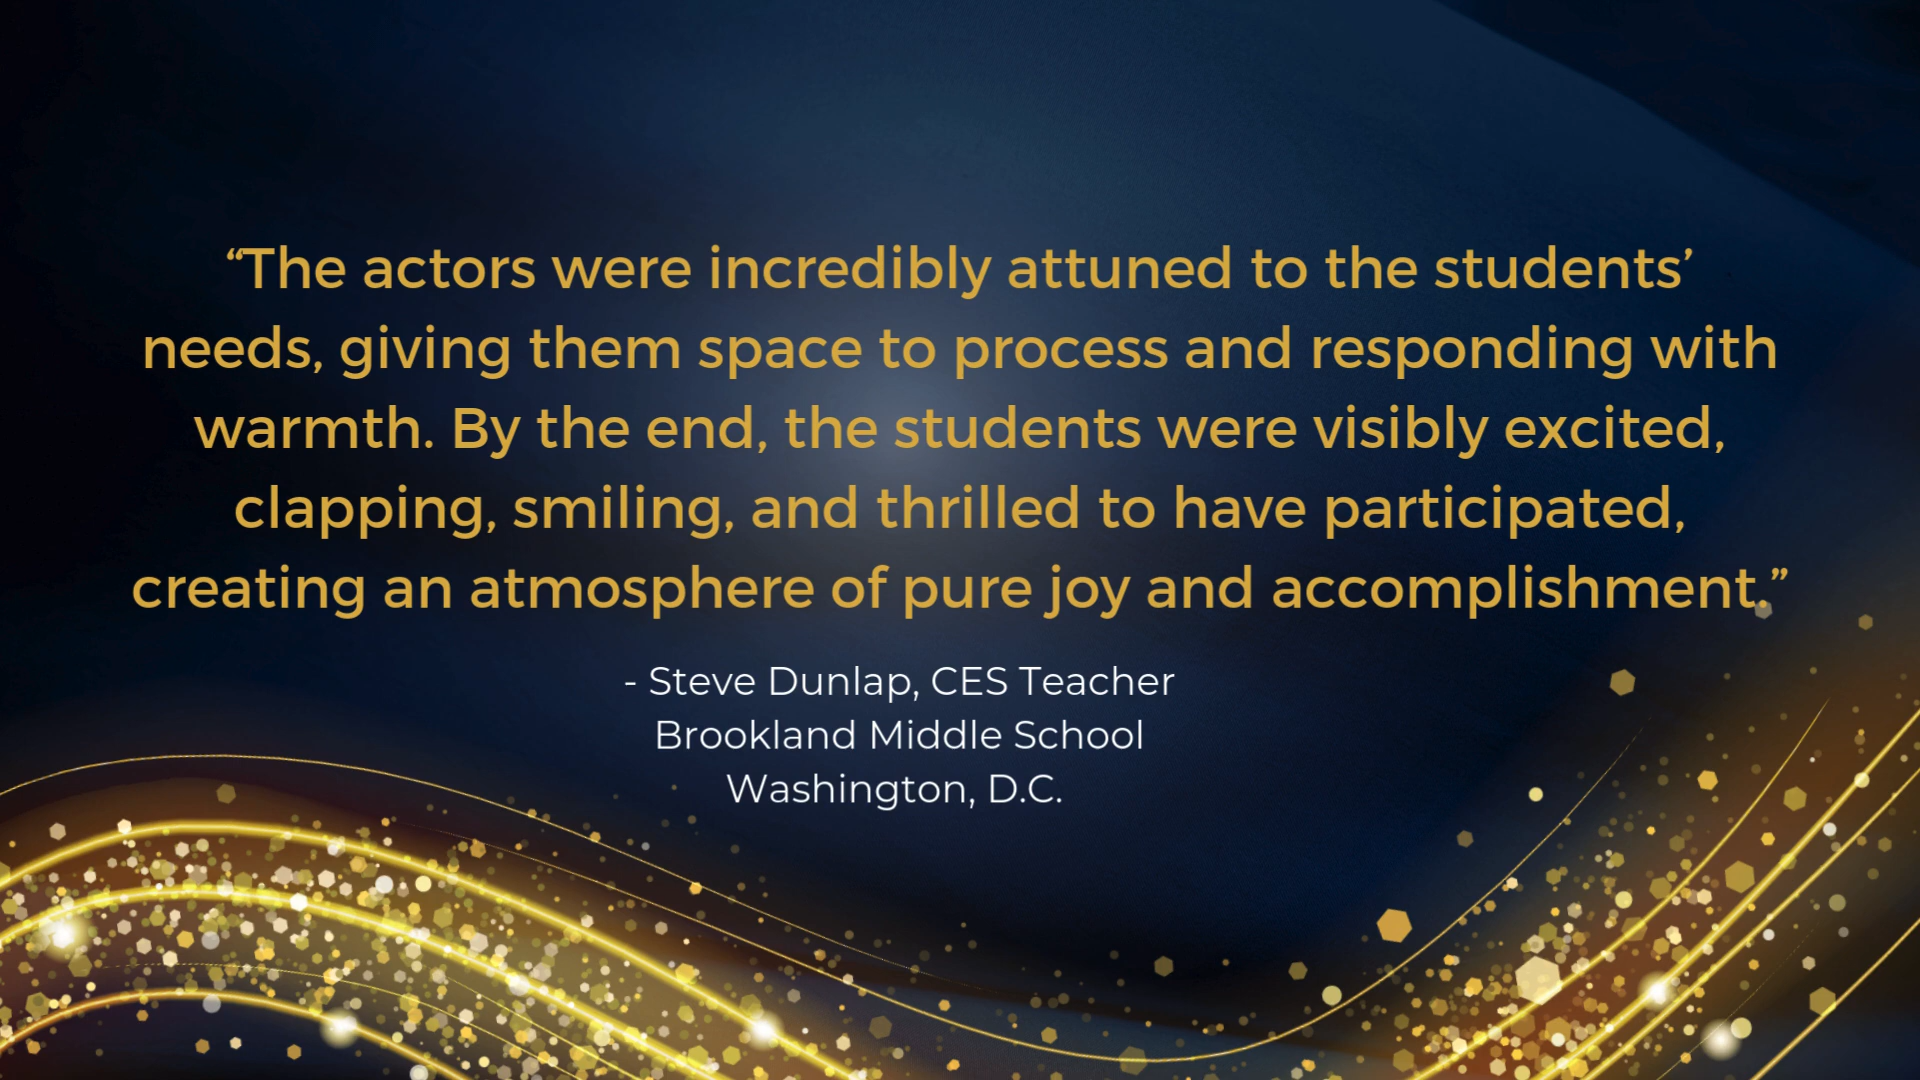 “The actors were incredibly attuned to the students’
needs, giving them space to process and responding with
warmth. By the end, the students were visibly excited,
clapping, smiling, and thrilled to have participated,
creating an atmosphere of pure joy and accomplishment.”
- Steve Dunlap, CES Teacher
Brookland Middle School
Washington, D.C.